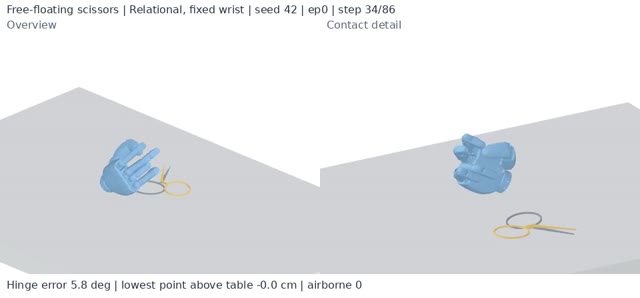 Free-floating scissors | Relational, fixed wrist | seed 42 | ep0 | step 34/86
Overview
Contact detail
Hinge error 5.8 deg | lowest point above table -0.0 cm | airborne 0